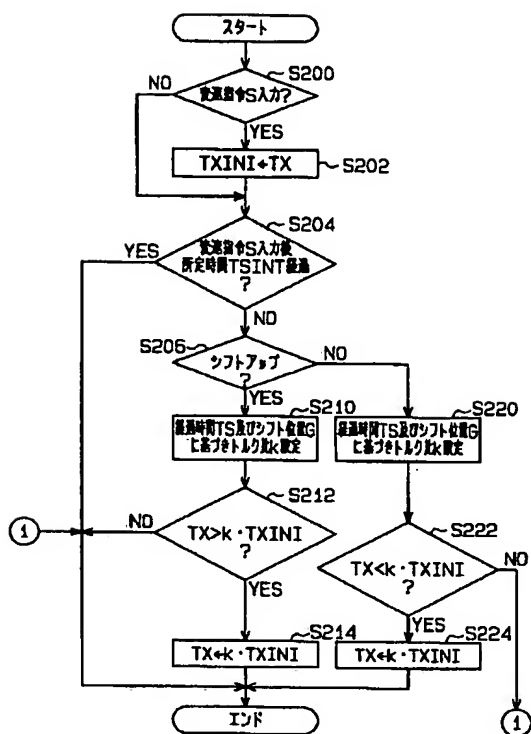 スタート
S200
NO
変速指令S入力?
YES
TXINI←TX
S202
S204
YES
変速指令S入力後
所定時間TSINT経過
?
NO
S206
シフトアップ
?
NO
YES
S210
S220
経過時間TS及びシフト位置G
に基づきトルク比k設定
経過時間TS及びシフト位置G
に基づきトルク比k設定
S212
S222
1
NO
TX>k・TXINI
?
TX<k・TXINI
?
NO
YES
YES
S214
S224
TX←k・TXINI
TX←k・TXINI
エンド
1